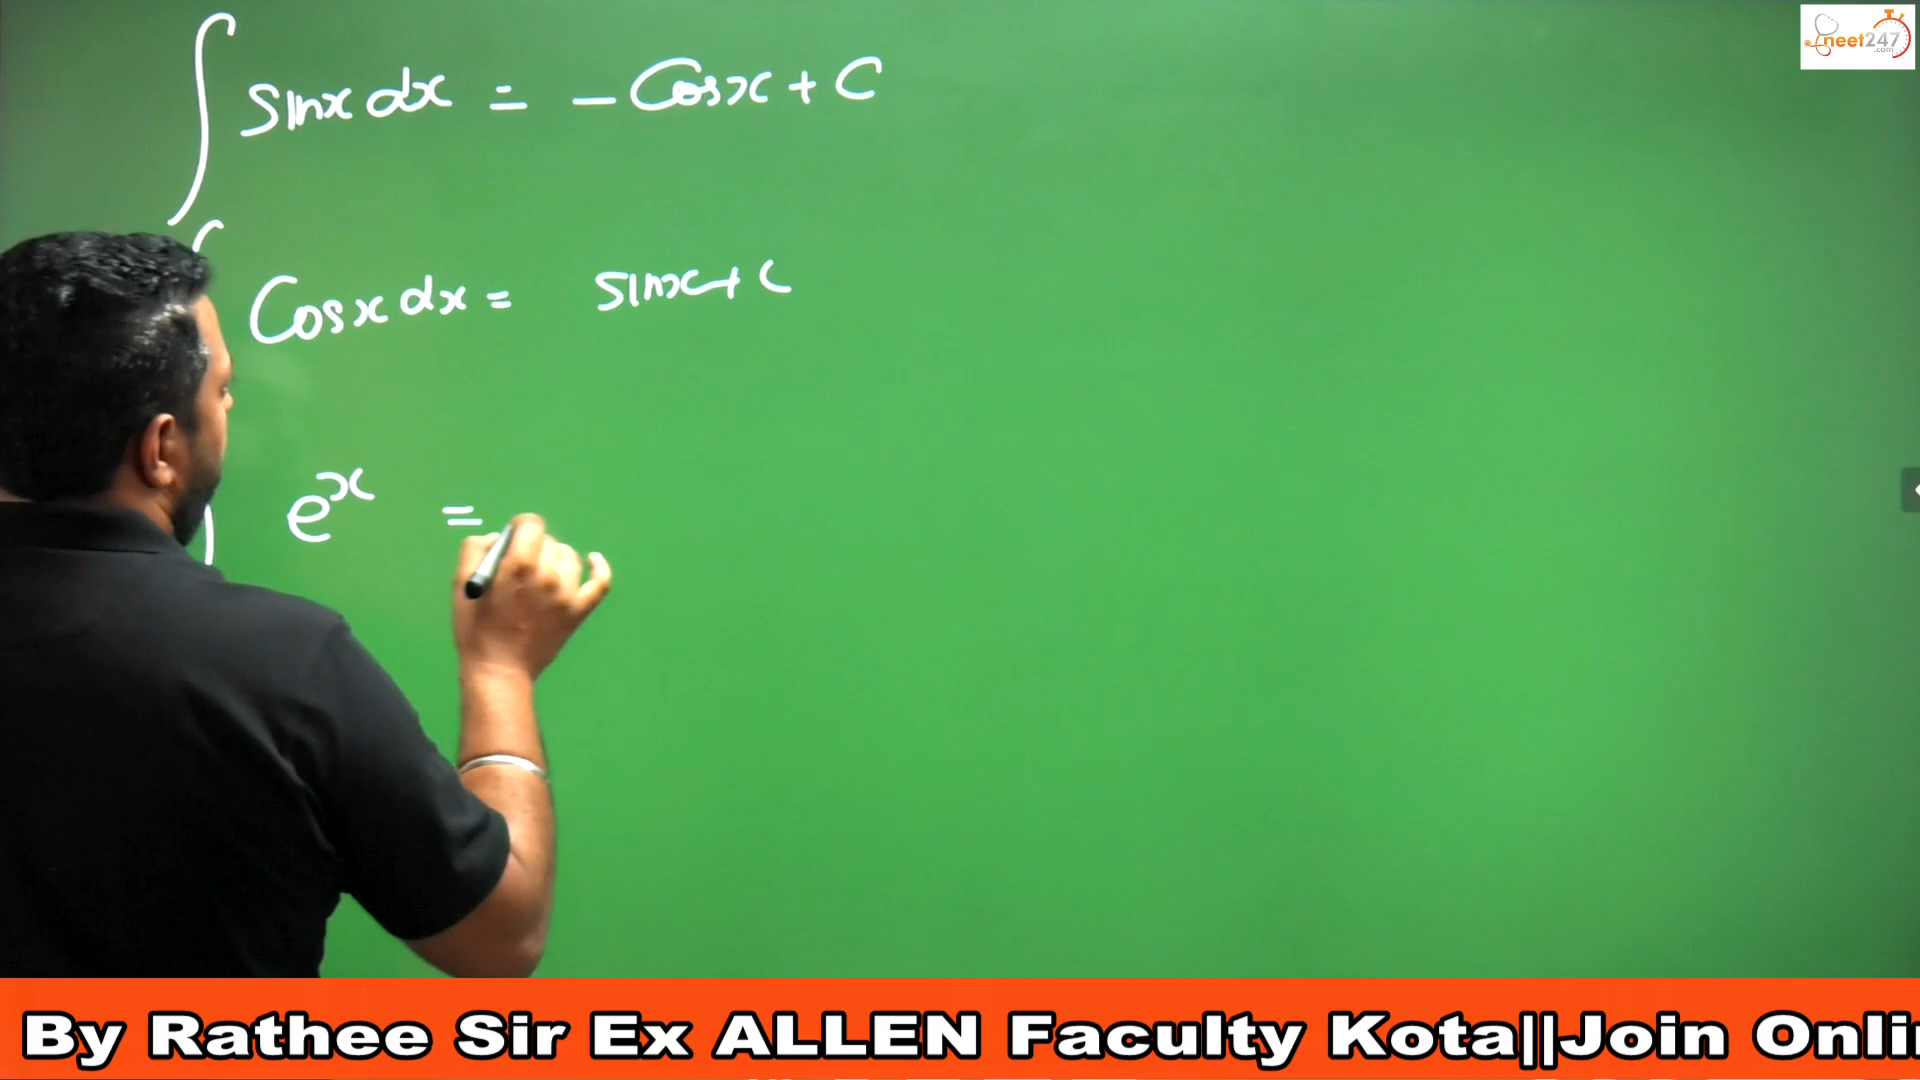 ∫ sinx dx = - Cosx + C
neet247
.com
Cosx dx = sinx + C
e^x =
By Rathee Sir Ex ALLEN Faculty Kota||Join Onli